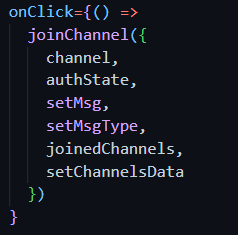 onClick={() =>
  joinChannel({
    channel,
    authState,
    setMsg,
    setMsgType,
    joinedChannels,
    setChannelsData
  })
}